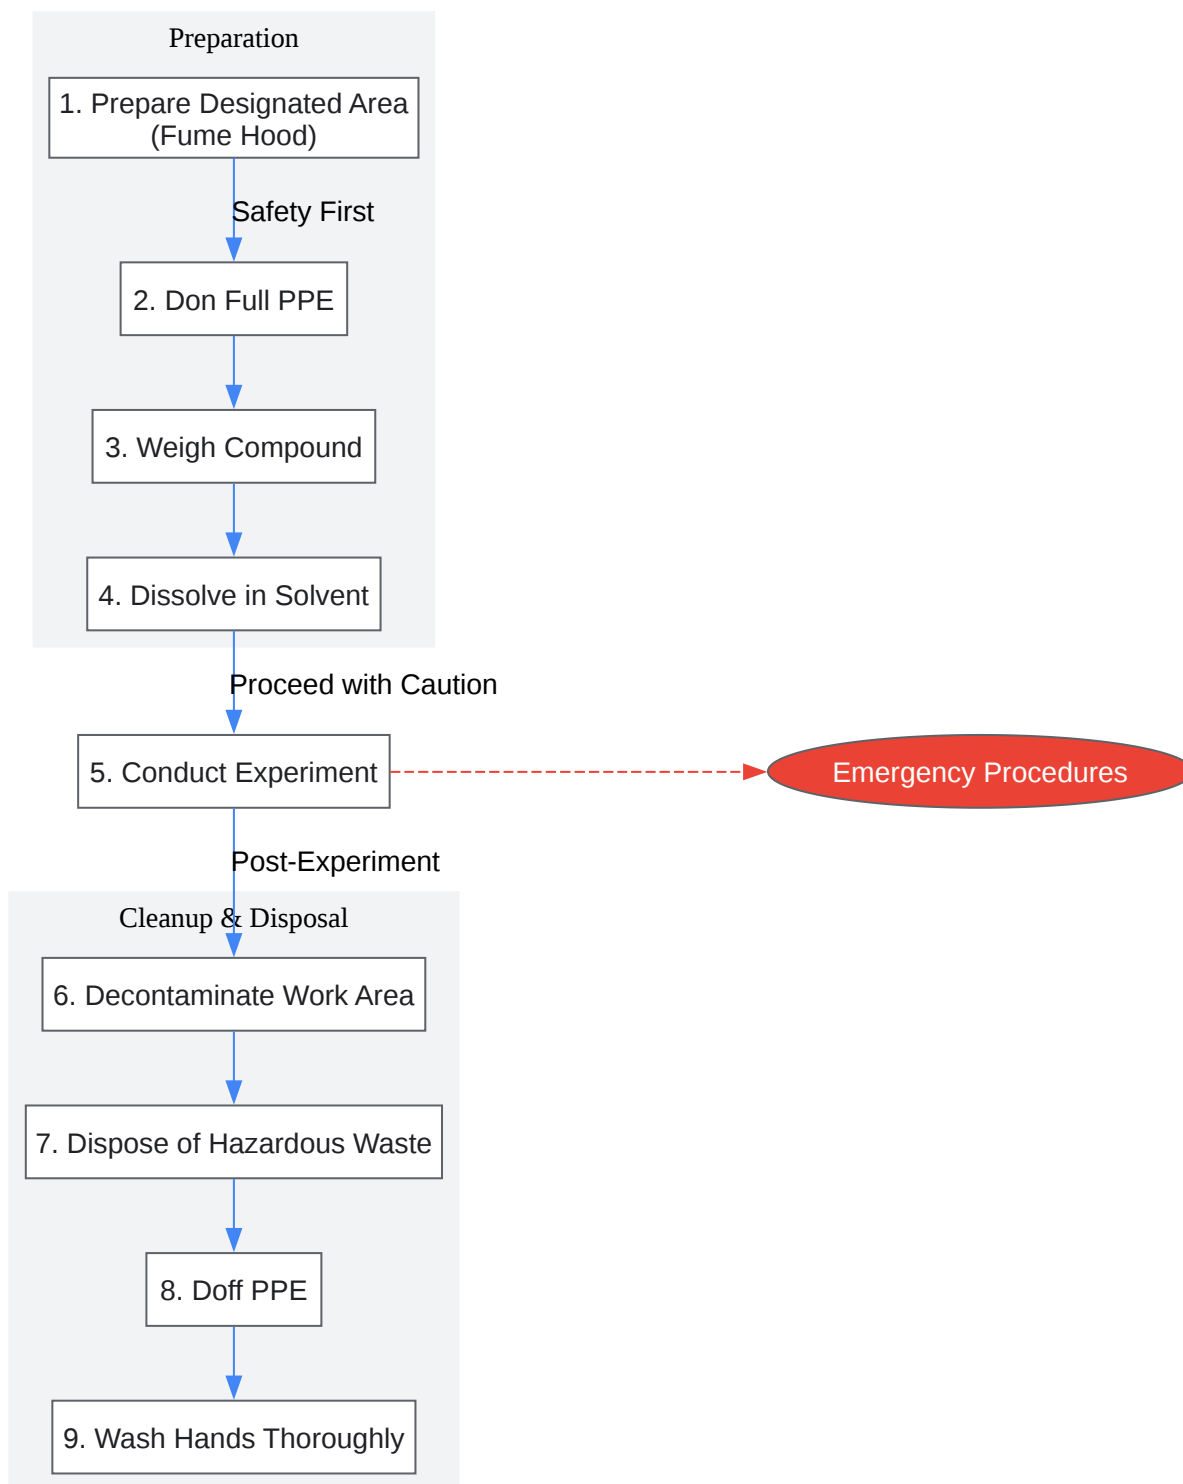 Preparation
1. Prepare Designated Area
(Fume Hood)
Safety First
2. Don Full PPE
3. Weigh Compound
4. Dissolve in Solvent
Proceed with Caution
5. Conduct Experiment
Emergency Procedures
Post-Experiment
Cleanup & Disposal
6. Decontaminate Work Area
7. Dispose of Hazardous Waste
8. Doff PPE
9. Wash Hands Thoroughly